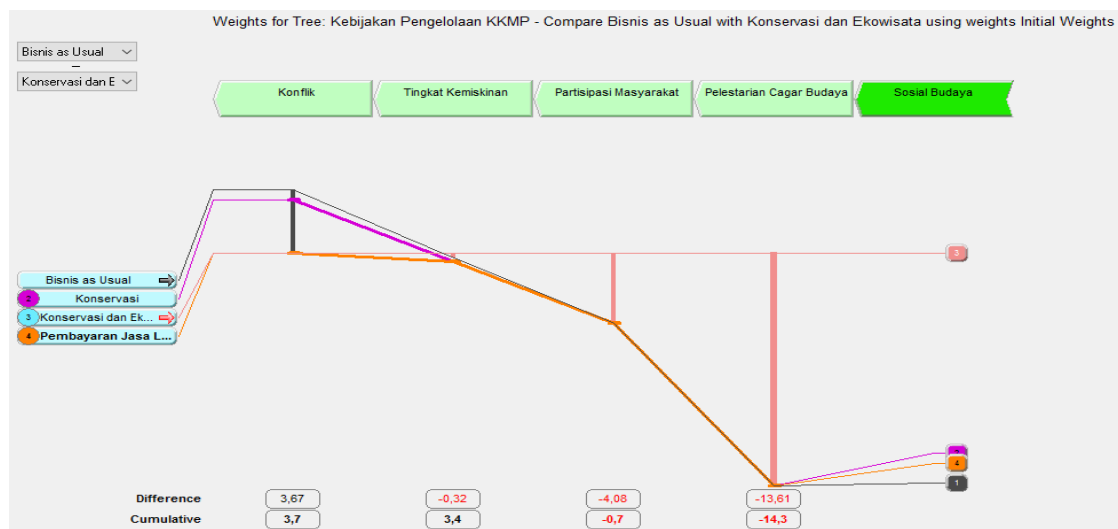 Weights for Tree: Kebijakan Pengelolaan KKMP - Compare Bisnis as Usual with Konservasi dan Ekowisata using weights Initial Weights
Bisnis as Usual
–
Konservasi dan E
Konflik
Tingkat Kemiskinan
Partisipasi Masyarakat
Pelestarian Cagar Budaya
Sosial Budaya
Bisnis as Usual
2 Konservasi
3 Konservasi dan Ek...
4 Pembayaran Jasa L...
3
4
1
Difference 3,67 -0,32 -4,08 -13,61
Cumulative 3,7 3,4 -0,7 -14,3